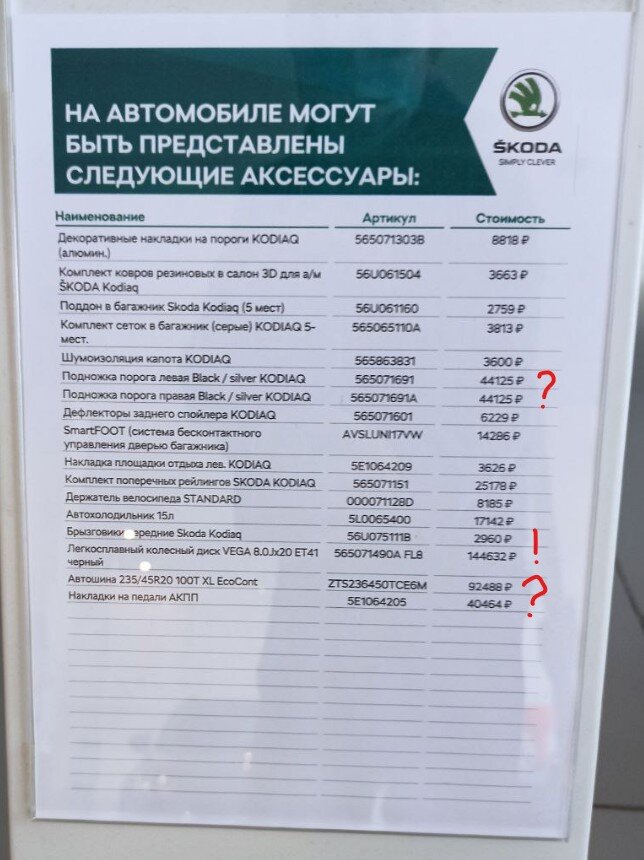 НА АВТОМОБИЛЕ МОГУТ
БЫТЬ ПРЕДСТАВЛЕНЫ
СЛЕДУЮЩИЕ АКСЕССУАРЫ:
ŠKODA
SIMPLY CLEVER
Наименование Артикул Стоимость
Декоративные накладки на пороги KODIAQ 565071303B 8818 ₽
(алюмин.)
Комплект ковров резиновых в салон 3D для а/м 56U061504 3663 ₽
ŠKODA Kodiaq
Поддон в багажник Skoda Kodiaq (5 мест) 56U061160 2759 ₽
Комплект сеток в багажник (серые) KODIAQ 5- 565065110A 3813 ₽
мест.
Шумоизоляция капота KODIAQ 565863831 3600 ₽
Подножка порога левая Black / silver KODIAQ 565071691 44125 ₽ ?
Подножка порога правая Black / silver KODIAQ 565071691A 44125 ₽
Дефлекторы заднего спойлера KODIAQ 565071601 6229 ₽
SmartFOOT (система бесконтактного AVSLUNI17VW 14286 ₽
управления дверью багажника)
Накладка площадки отдыха лев. KODIAQ 5E1064209 3626 ₽
Комплект поперечных рейлингов SKODA KODIAQ 565071151 25178 ₽
Держатель велосипеда STANDARD 000071128D 8185 ₽
Автохолодильник 15л 5L0065400 17142 ₽
Брызговики передние Skoda Kodiaq 56U075111B 2960 ₽
Легкосплавный колесный диск VEGA 8.0Jx20 ET41 565071490A FL8 144632 ₽ !
черный
Автошина 235/45R20 100T XL EcoCont ZTS236450TCE6M 92488 ₽ ?
Накладки на педали АКПП 5E1064205 40464 ₽